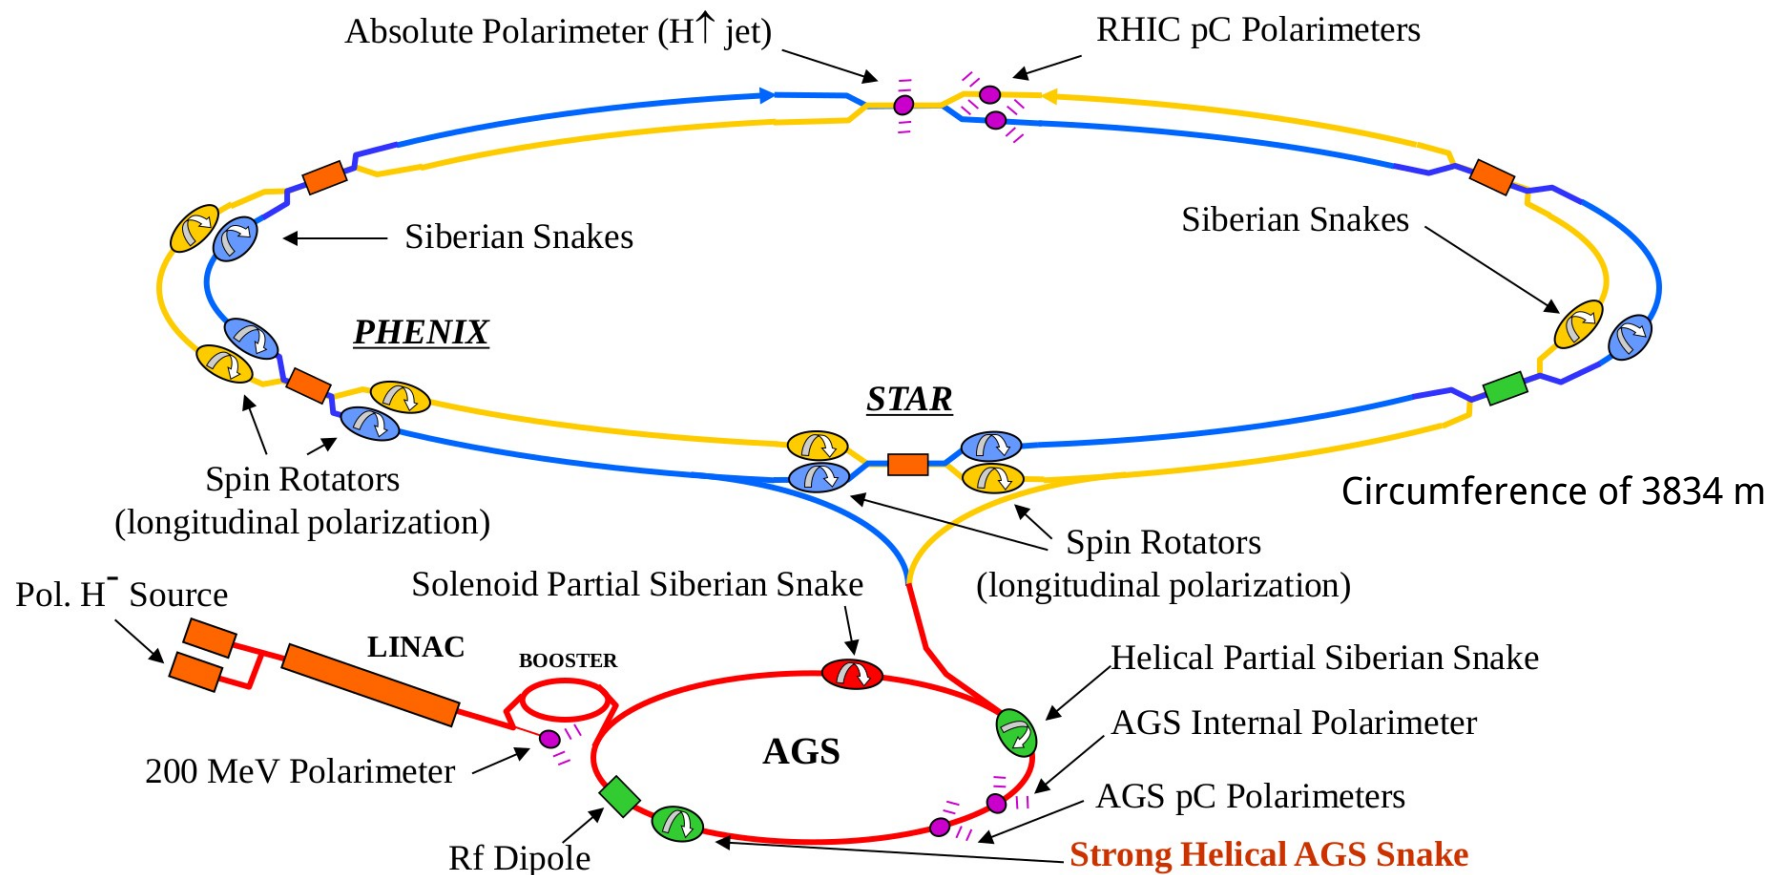 Absolute Polarimeter (H↑ jet)
RHIC pC Polarimeters
Siberian Snakes
Siberian Snakes
PHENIX
STAR
Spin Rotators
(longitudinal polarization)
Circumference of 3834 m
Spin Rotators
(longitudinal polarization)
Solenoid Partial Siberian Snake
Pol. H⁻ Source
LINAC
BOOSTER
Helical Partial Siberian Snake
AGS Internal Polarimeter
AGS
200 MeV Polarimeter
AGS pC Polarimeters
Rf Dipole
Strong Helical AGS Snake